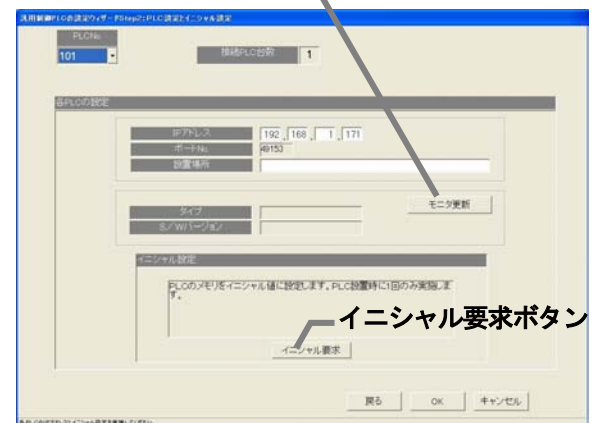 汎用制御PLCの設定ウィザードStep2:PLC設定とイニシャル設定
PLCNo
101
接続PLC台数 1
各PLCの設定
IPアドレス 192 . 168 . 1 . 171
ポートNo. 49153
設置場所
モニタ更新
タイプ
S/Wバージョン
イニシャル設定
PLCのメモリをイニシャル値に設定します。PLC設置時に1回のみ実施しま
す。
イニシャル要求ボタン
イニシャル要求
戻る OK キャンセル